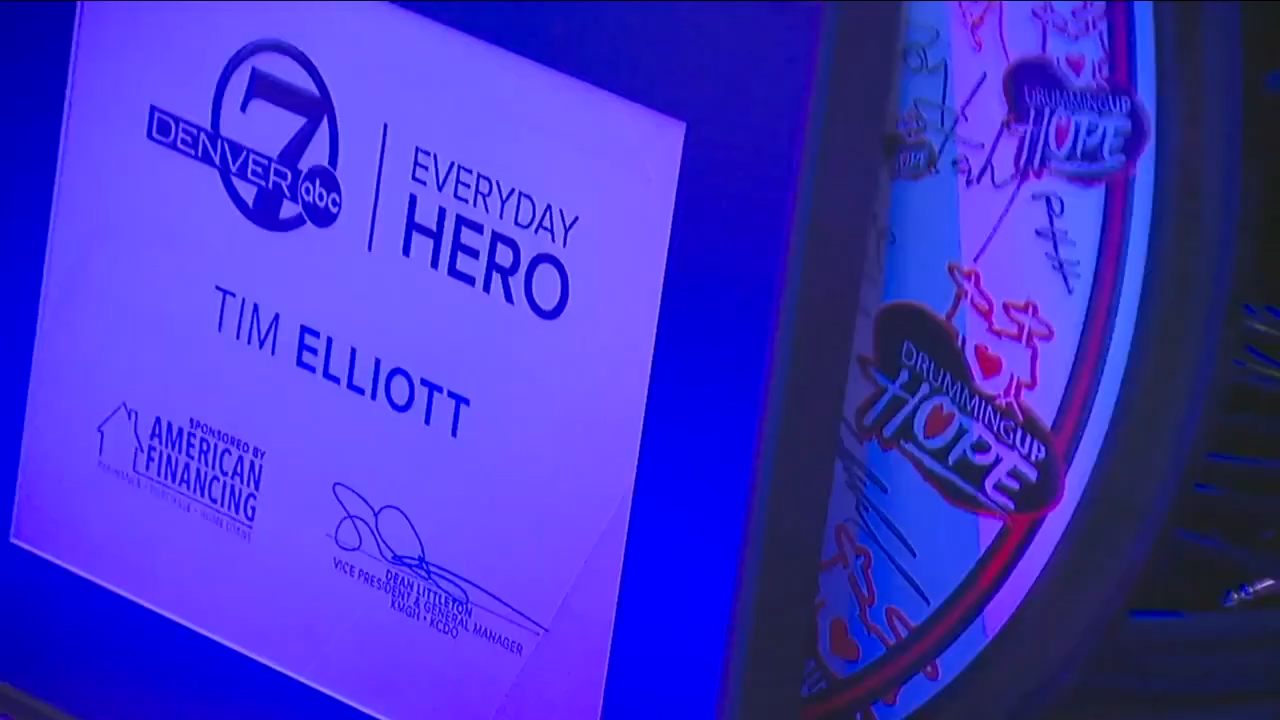 7
DENVER
abc
EVERYDAY
HERO
TIM ELLIOTT
SPONSORED BY
AMERICAN
FINANCING
DEAN LITTLETON
VICE PRESIDENT & GENERAL MANAGER
KMGH • KCDO
DRUMMING UP
HOPE
DRUMMING UP
HOPE